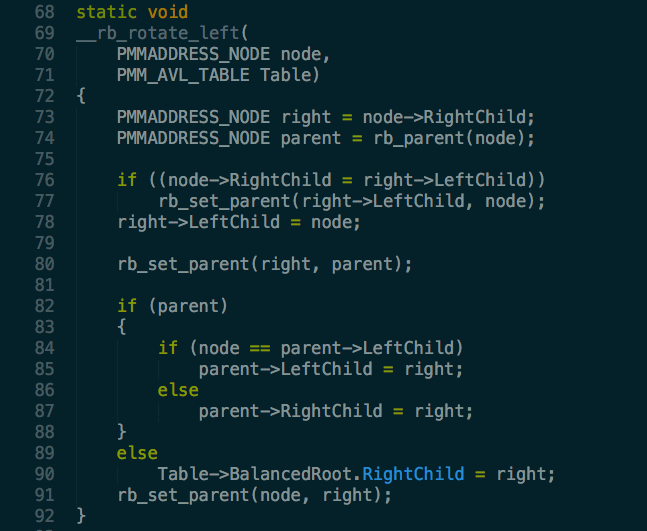 68 static void
69 __rb_rotate_left(
70     PMMADDRESS_NODE node,
71     PMM_AVL_TABLE Table)
72 {
73     PMMADDRESS_NODE right = node->RightChild;
74     PMMADDRESS_NODE parent = rb_parent(node);
75
76     if ((node->RightChild = right->LeftChild))
77         rb_set_parent(right->LeftChild, node);
78     right->LeftChild = node;
79
80     rb_set_parent(right, parent);
81
82     if (parent)
83     {
84         if (node == parent->LeftChild)
85             parent->LeftChild = right;
86         else
87             parent->RightChild = right;
88     }
89     else
90         Table->BalancedRoot.RightChild = right;
91     rb_set_parent(node, right);
92 }